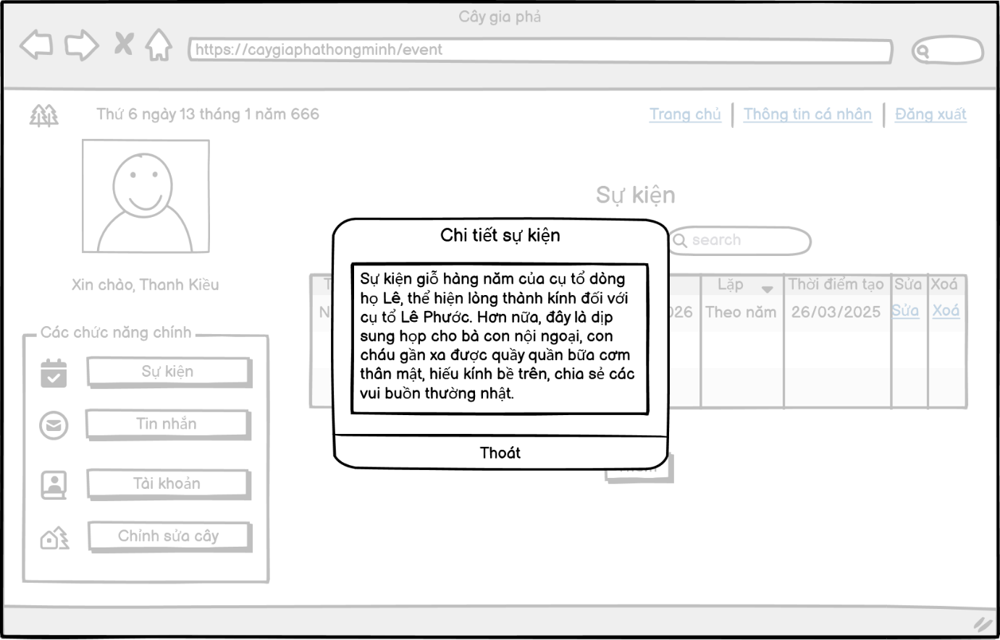 Cây gia phả
https://caygiaphathongminh/event
Thứ 6 ngày 13 tháng 1 năm 666
Trang chủ
Thông tin cá nhân
Đăng xuất
Xin chào, Thanh Kiều
Các chức năng chính
Sự kiện
Tin nhắn
Tài khoản
Chỉnh sửa cây
Sự kiện
search
Lặp
Thời điểm tạo
Sửa
Xoá
Theo năm
26/03/2025
Sửa
Xoá
Chi tiết sự kiện
Sự kiện giỗ hàng năm của cụ tổ dòng
họ Lê, thể hiện lòng thành kính đối với
cụ tổ Lê Phước. Hơn nữa, đây là dịp
sung họp cho bà con nội ngoại, con
cháu gần xa được quầy quần bữa cơm
thân mật, hiếu kính bề trên, chia sẻ các
vui buồn thường nhật.
Thoát